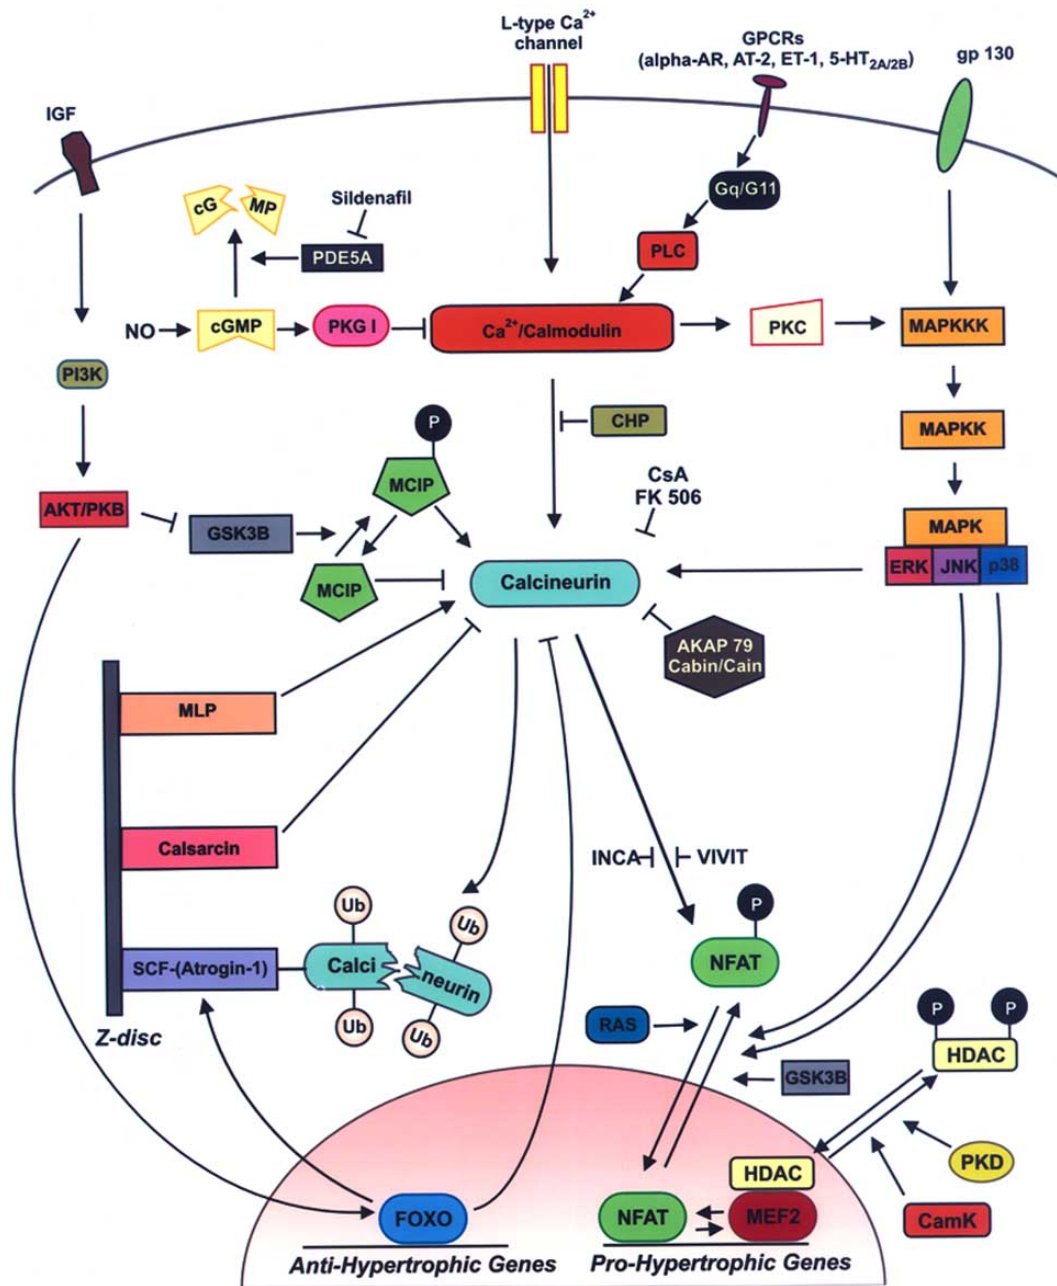 L-type Ca²⁺
channel
GPCRs
(alpha-AR, AT-2, ET-1, 5-HT2A/2B)
gp 130
IGF
Sildenafil
cG MP
PDE5A
Gq/G11
PLC
NO
cGMP
PKG I
Ca²⁺/Calmodulin
PKC
MAPKKK
PI3K
P
CHP
MAPKK
MCIP
CsA
FK 506
AKT/PKB
GSK3B
MAPK
ERK
JNK
p38
MCIP
Calcineurin
AKAP 79
Cabin/Cain
MLP
Calsarcin
INCA
VIVIT
Ub
Ub
P
SCF-(Atrogin-1)
Calci
neurin
NFAT
Ub
Ub
Z-disc
RAS
P
P
HDAC
GSK3B
HDAC
PKD
FOXO
NFAT
MEF2
CamK
Anti-Hypertrophic Genes
Pro-Hypertrophic Genes